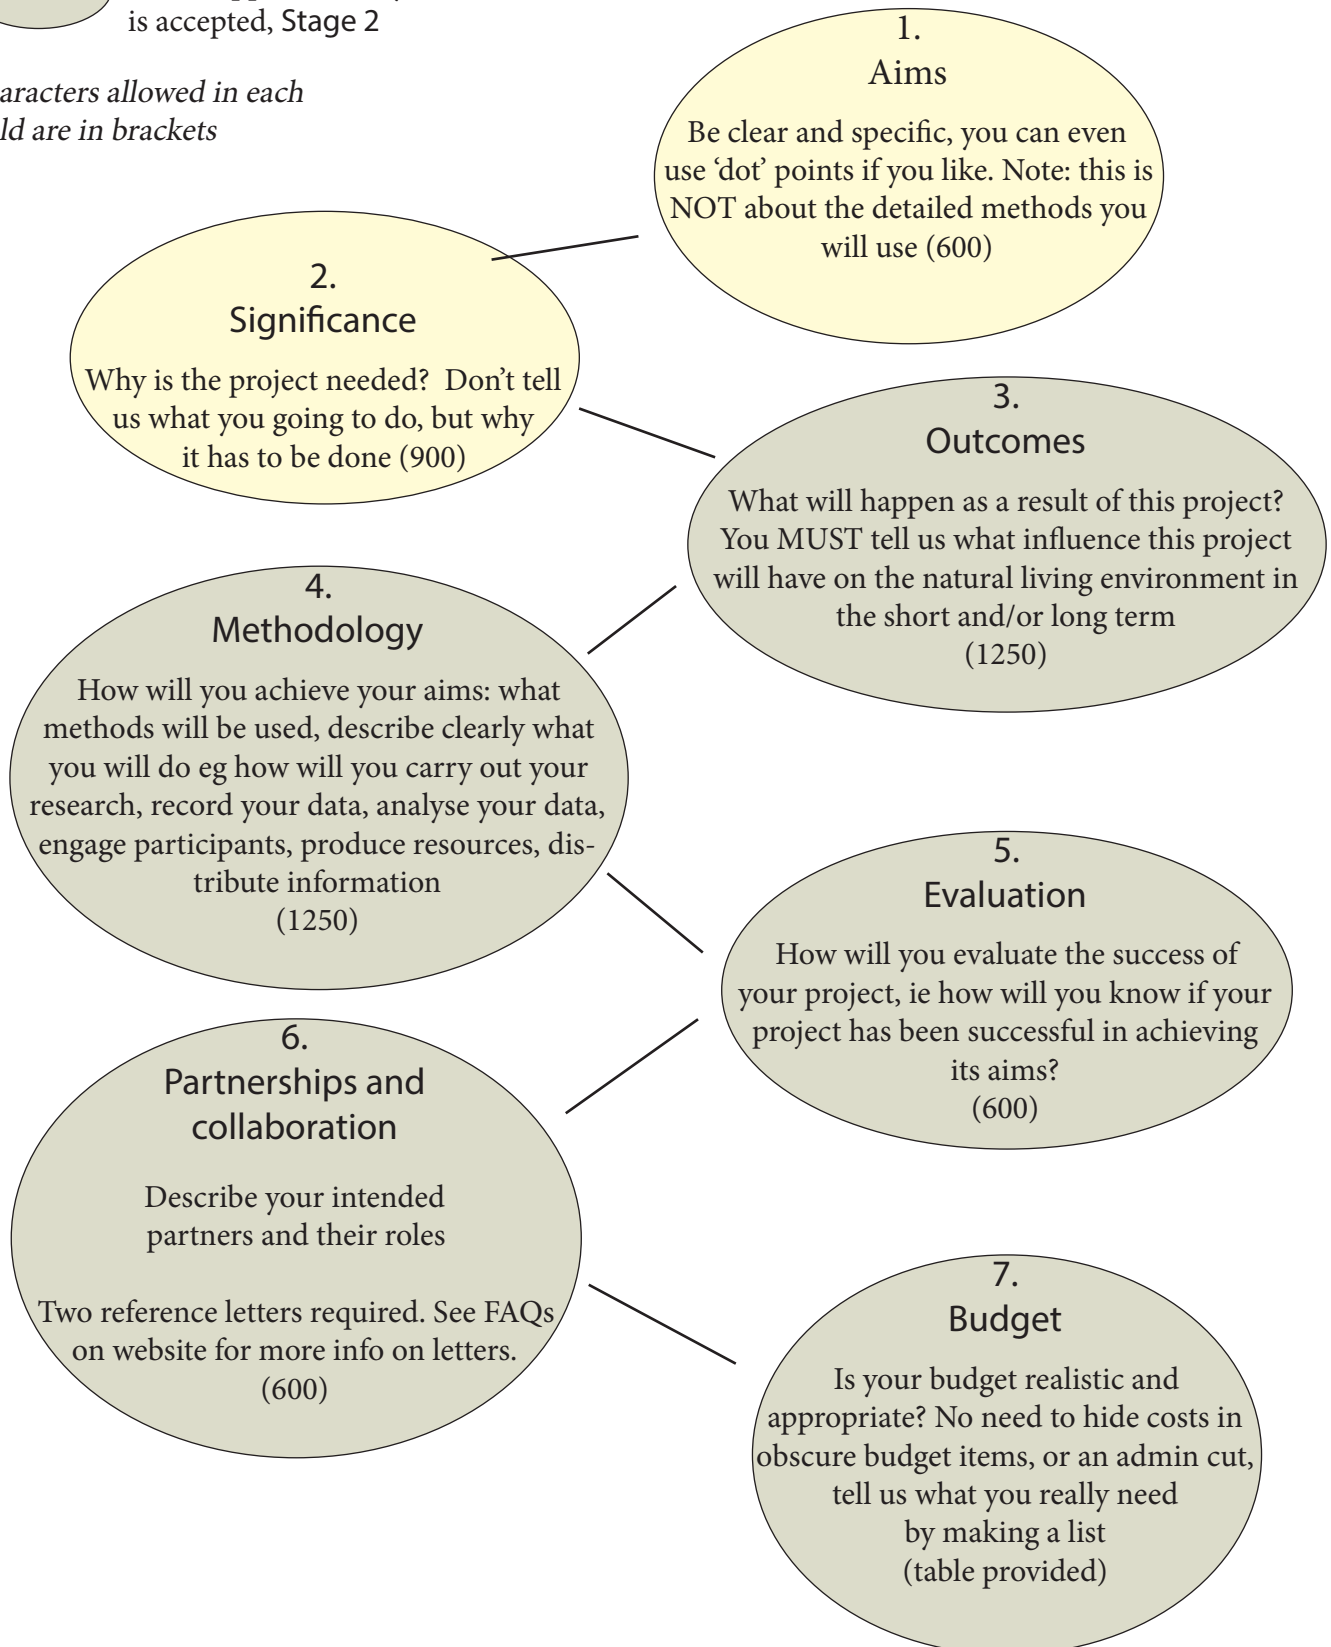 is accepted, Stage 2
aracters allowed in each
ld are in brackets
1.
Aims
Be clear and specific, you can even
use ‘dot’ points if you like. Note: this is
NOT about the detailed methods you
will use (600)
2.
Significance
Why is the project needed?  Don’t tell
us what you going to do, but why
it has to be done (900)
3.
Outcomes
What will happen as a result of this project?
You MUST tell us what influence this project
will have on the natural living environment in
the short and/or long term
(1250)
4.
Methodology
How will you achieve your aims: what
methods will be used, describe clearly what
you will do eg how will you carry out your
research, record your data, analyse your data,
engage participants, produce resources, dis-
tribute information
(1250)
5.
Evaluation
How will you evaluate the success of
your project, ie how will you know if your
project has been successful in achieving
its aims?
(600)
6.
Partnerships and
collaboration
Describe your intended
partners and their roles
Two reference letters required. See FAQs
on website for more info on letters.
(600)
7.
Budget
Is your budget realistic and
appropriate? No need to hide costs in
obscure budget items, or an admin cut,
tell us what you really need
by making a list
(table provided)